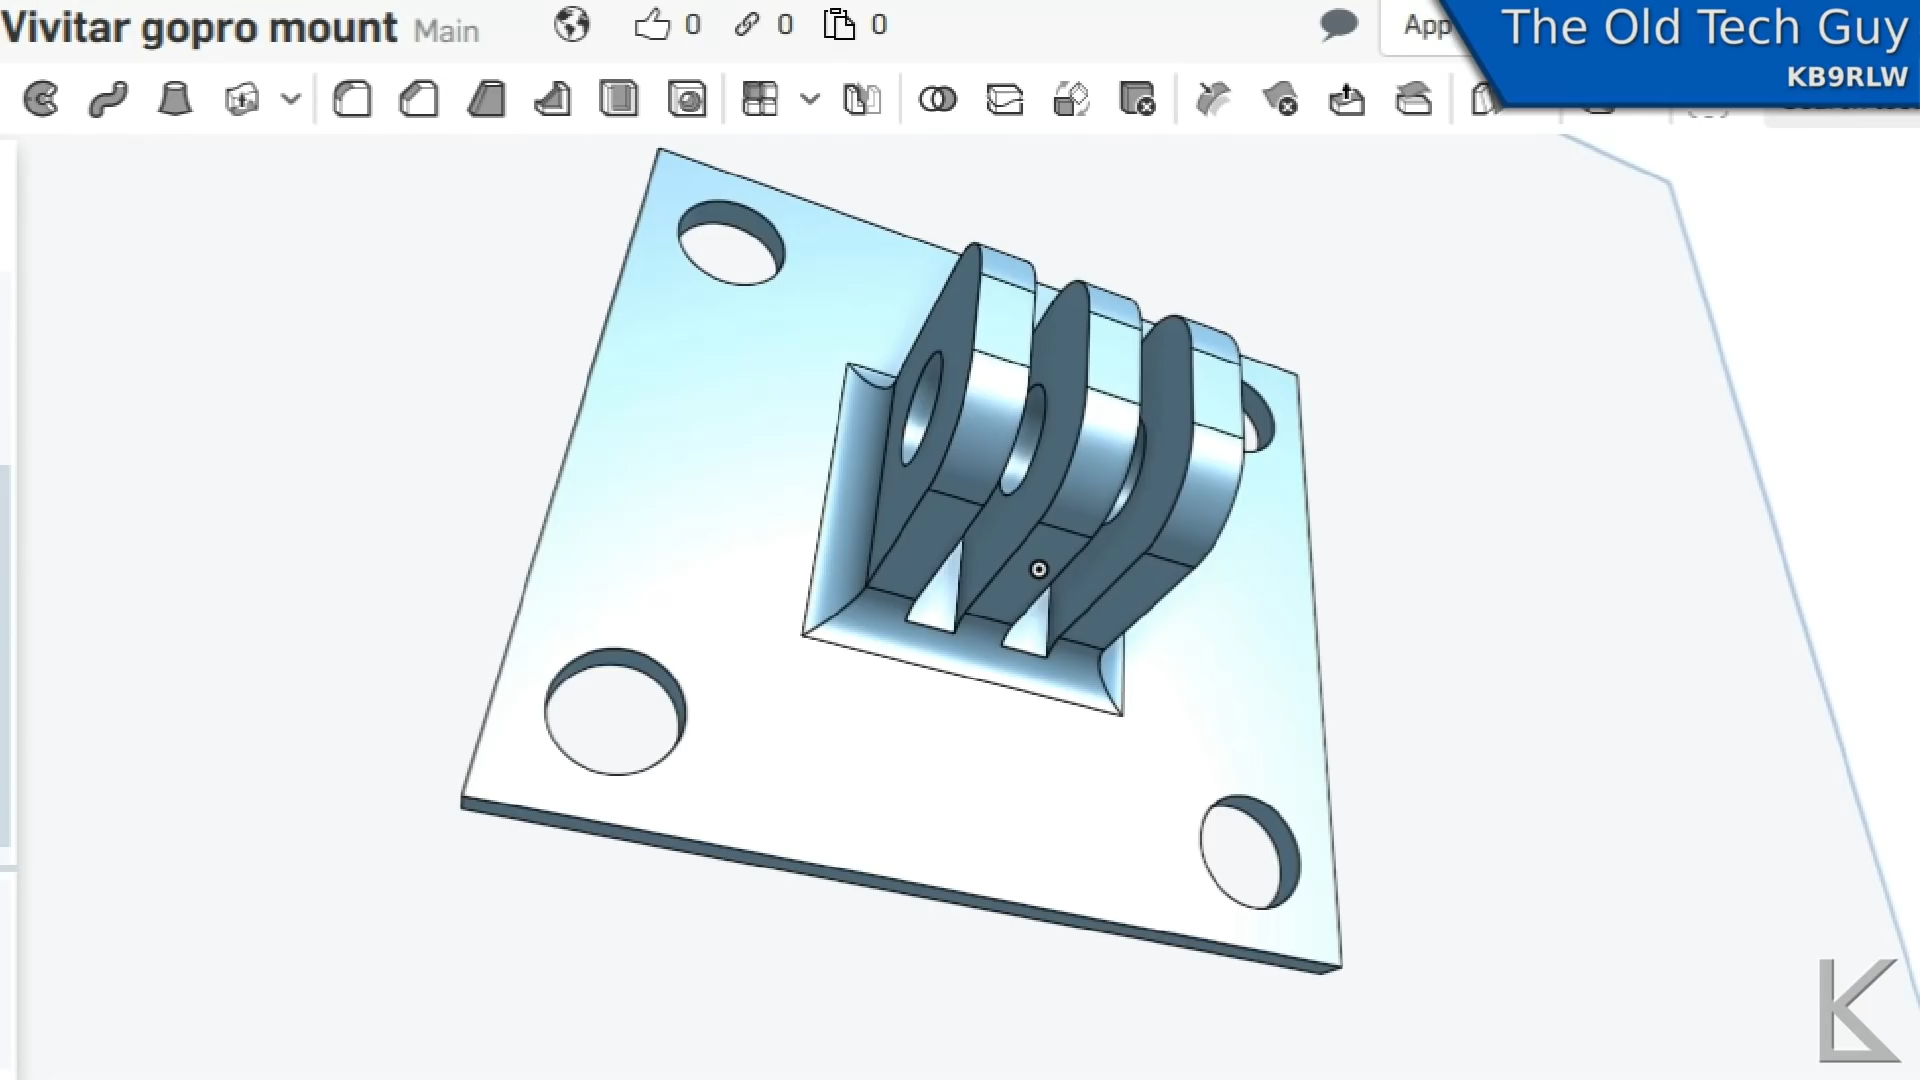 Vivitar gopro mount Main
0 0 0
App
The Old Tech Guy
KB9RLW